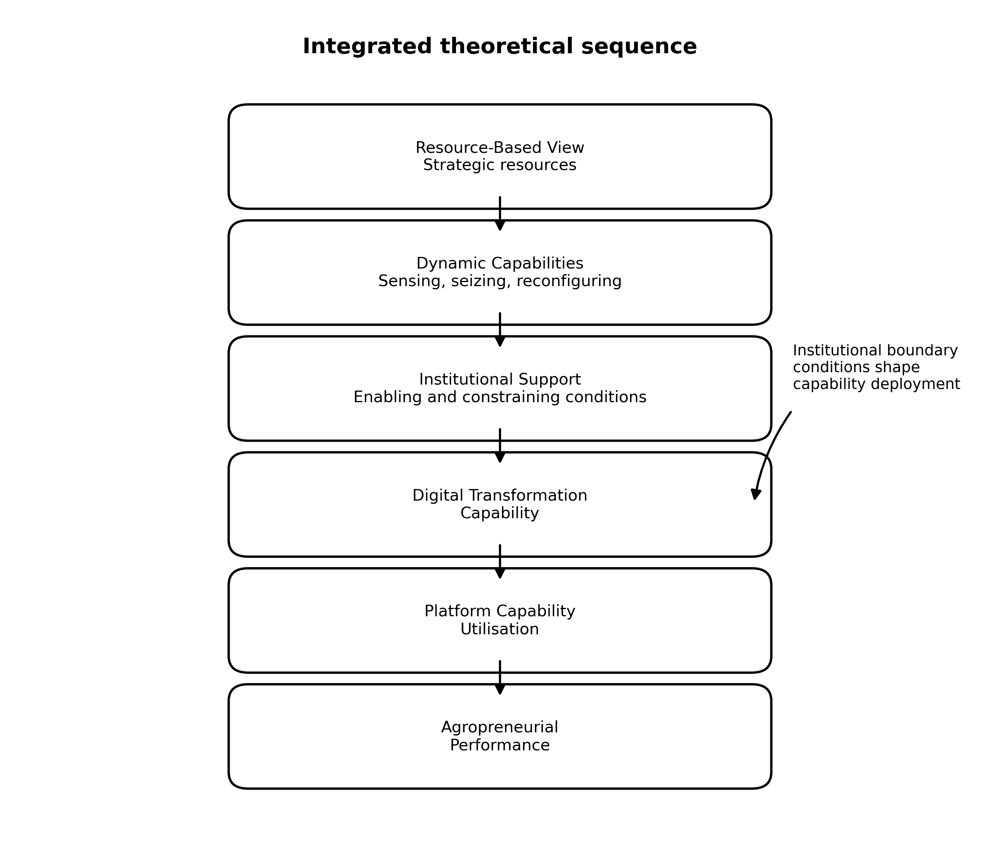 Integrated theoretical sequence
Resource-Based View
Strategic resources
Dynamic Capabilities
Sensing, seizing, reconfiguring
Institutional Support
Enabling and constraining conditions
Institutional boundary
conditions shape
capability deployment
Digital Transformation
Capability
Platform Capability
Utilisation
Agropreneurial
Performance